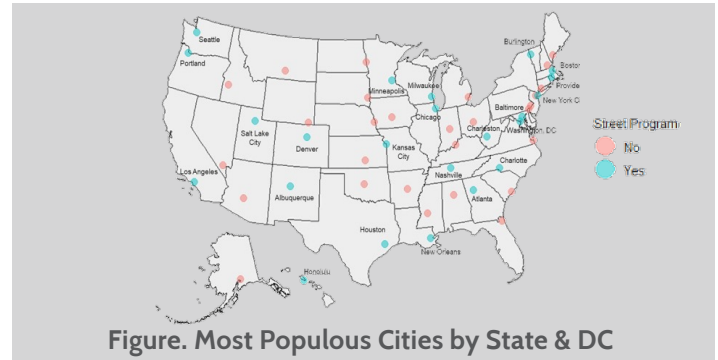 Seattle
Portland
Burlington
Boston
Minneapolis
Milwaukee
Provide
New York C
Chicago
Baltimore
Salt Lake
City
Denver
Kansas
City
Charleston
Washington, DC
Street Program
No
Yes
Los Angeles
Albuquerque
Nashville
Charlotte
Atlanta
Houston
New Orleans
Honolulu
Figure. Most Populous Cities by State & DC